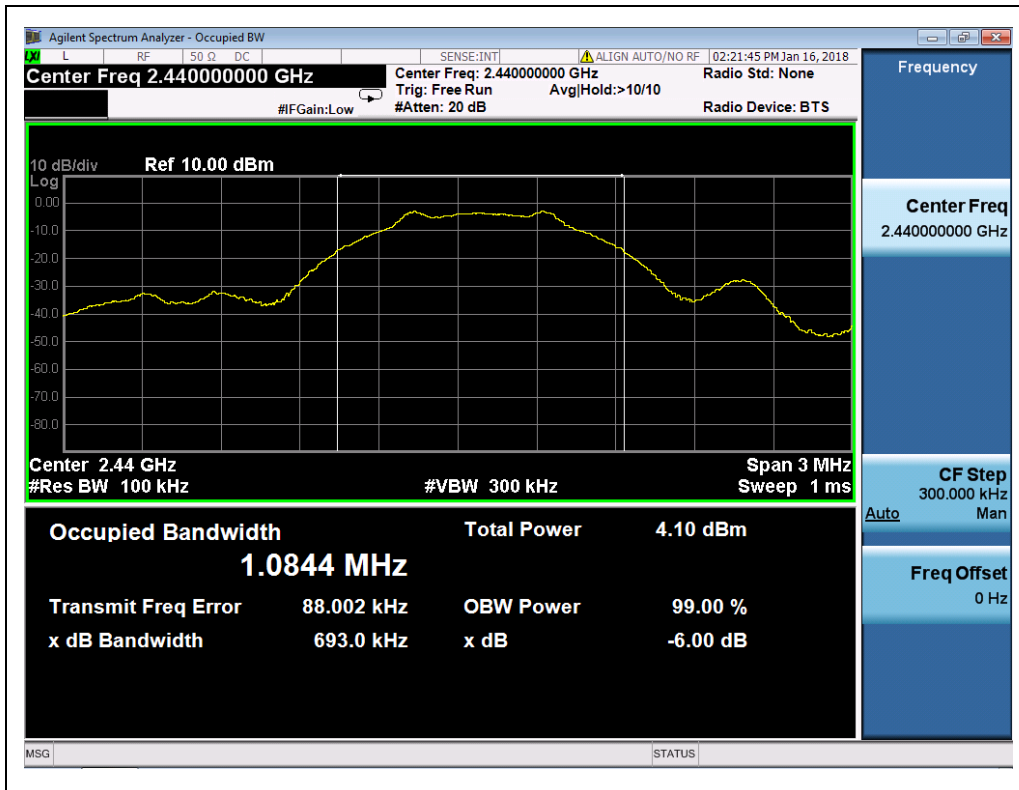 Agilent Spectrum Analyzer - Occupied BW
LXI L RF 50 Ω DC SENSE:INT ALIGN AUTO/NO RF 02:21:45 PM Jan 16, 2018
Center Freq 2.440000000 GHz
#IFGain:Low
Center Freq: 2.440000000 GHz
Trig: Free Run Avg|Hold:>10/10
#Atten: 20 dB
Radio Std: None
Radio Device: BTS
Frequency
10 dB/div Ref 10.00 dBm
Log
0.00
-10.0
-20.0
-30.0
-40.0
-50.0
-60.0
-70.0
-80.0
Center Freq
2.440000000 GHz
Center 2.44 GHz Span 3 MHz
#Res BW 100 kHz #VBW 300 kHz Sweep 1 ms
CF Step
300.000 kHz
Auto Man
Occupied Bandwidth Total Power 4.10 dBm
1.0844 MHz
Transmit Freq Error 88.002 kHz OBW Power 99.00 %
x dB Bandwidth 693.0 kHz x dB -6.00 dB
Freq Offset
0 Hz
MSG STATUS